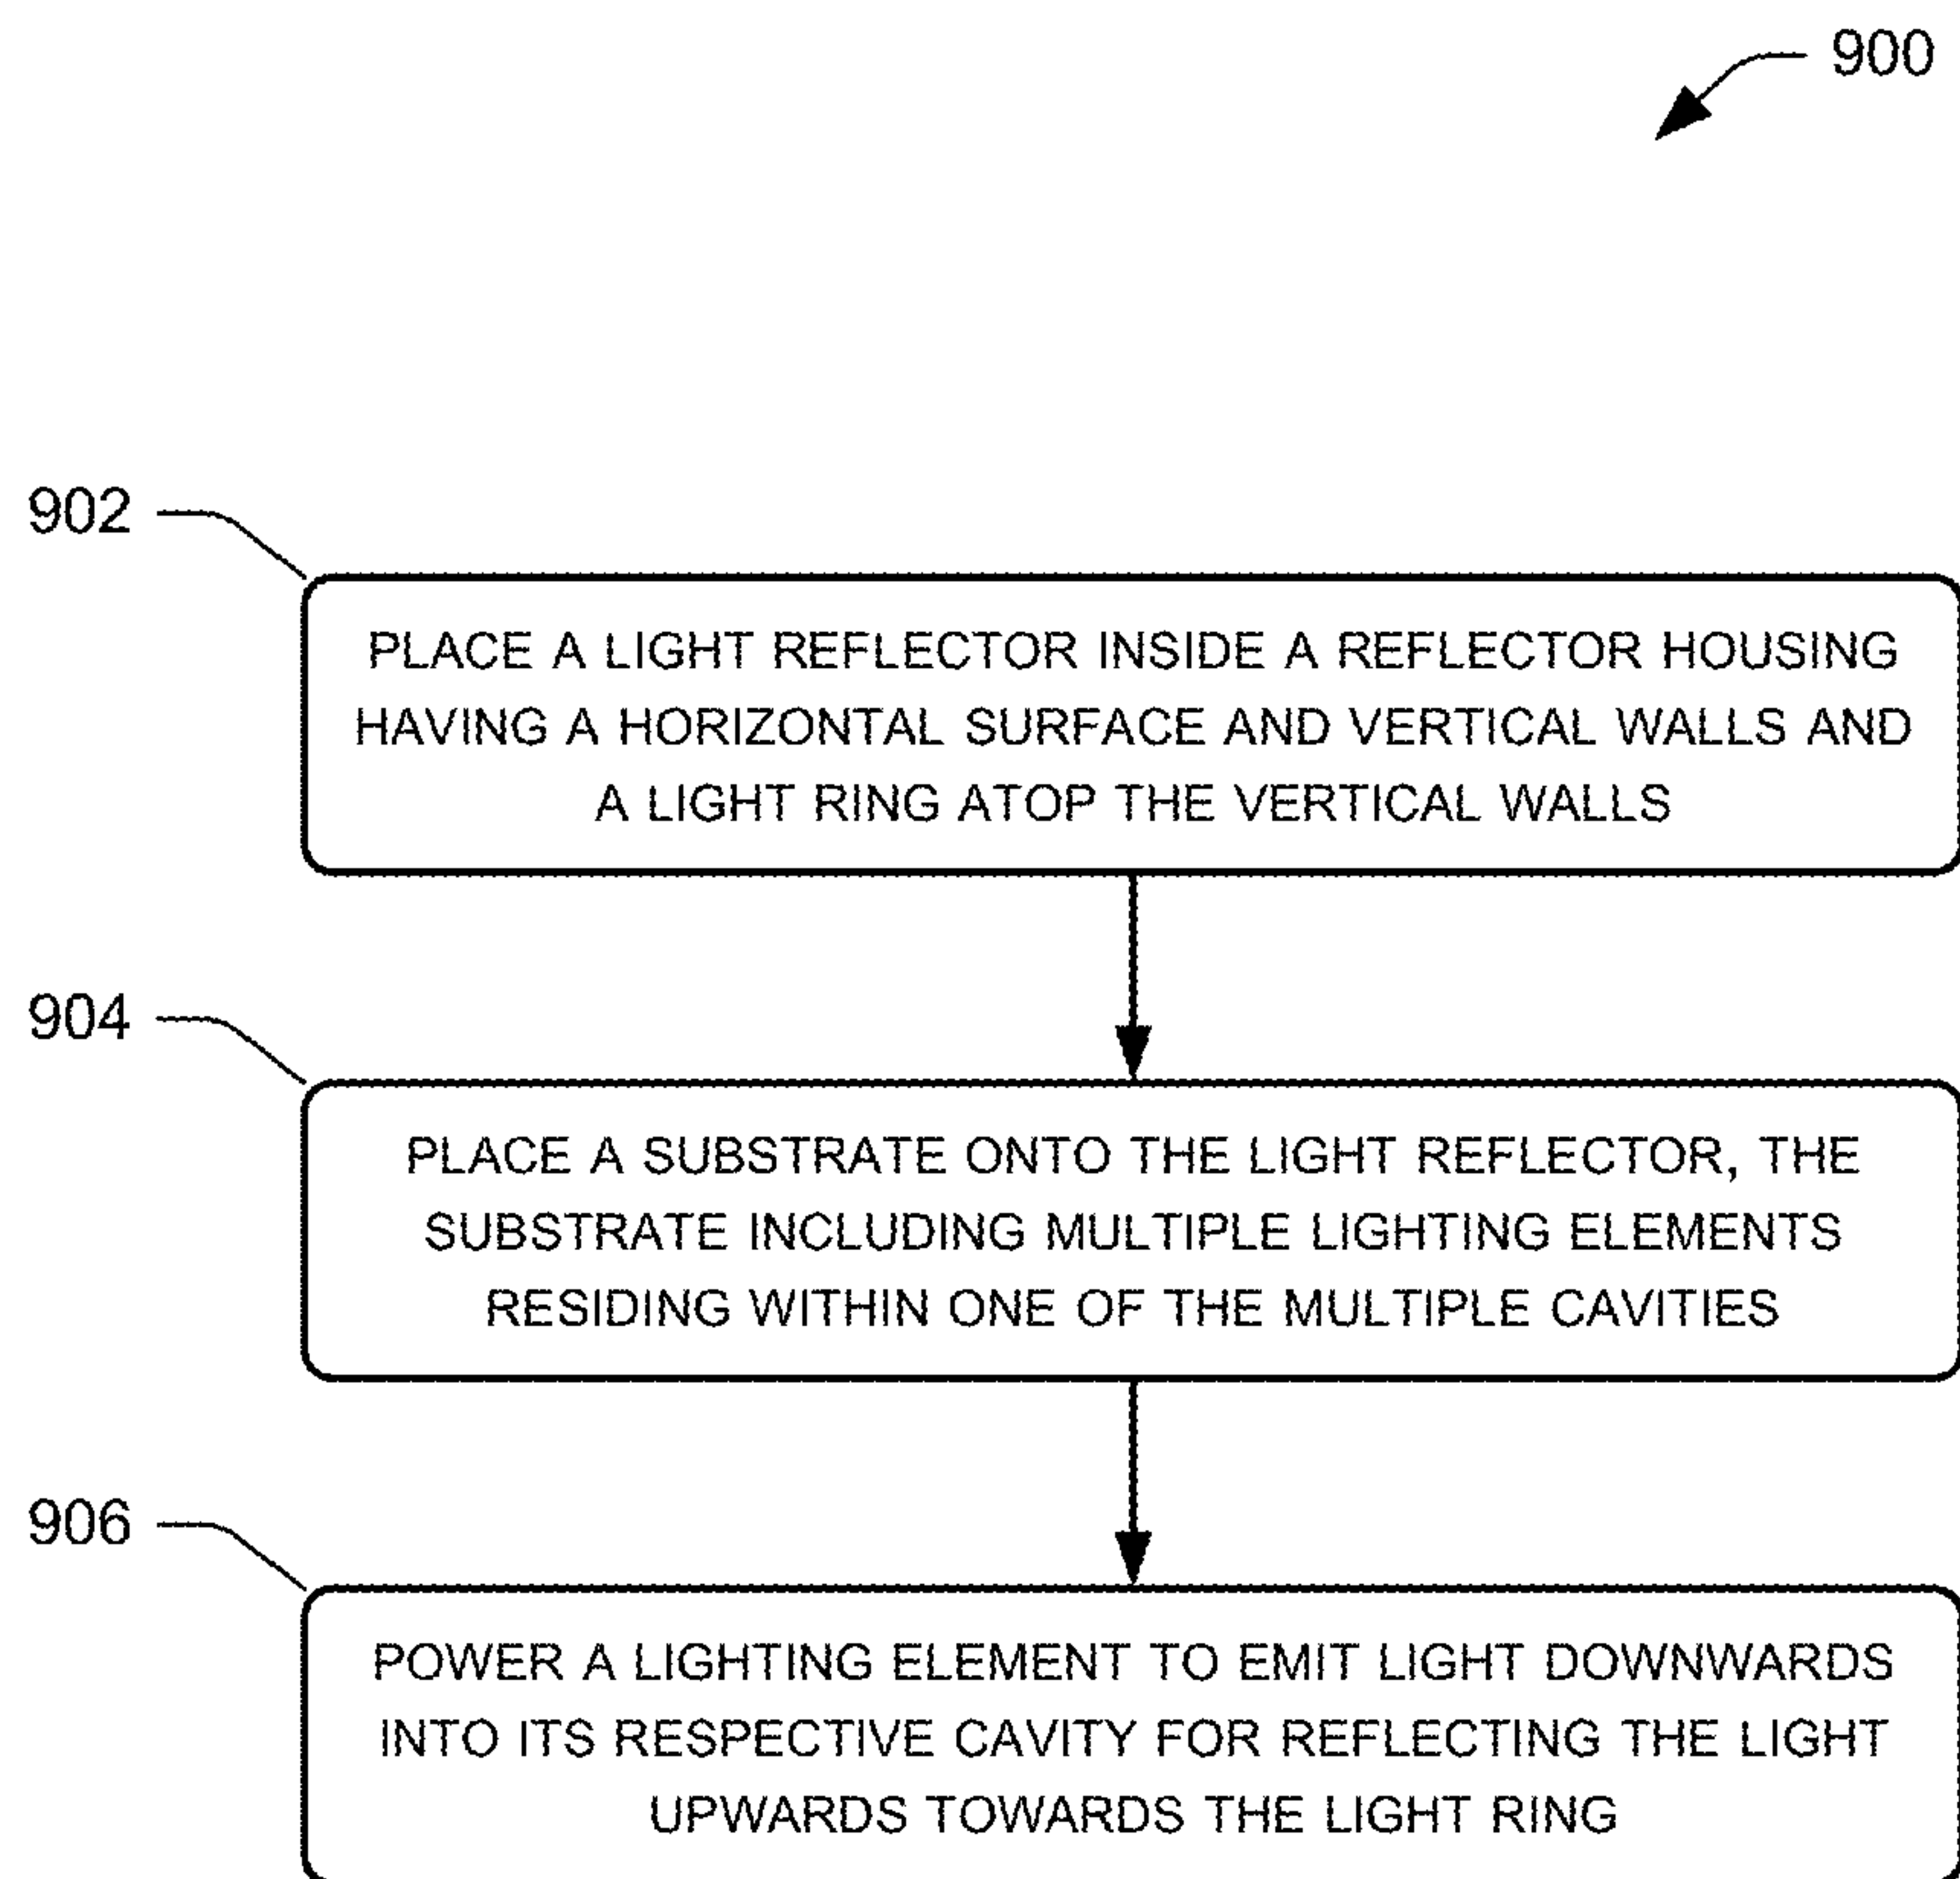 900
902
PLACE A LIGHT REFLECTOR INSIDE A REFLECTOR HOUSING
HAVING A HORIZONTAL SURFACE AND VERTICAL WALLS AND
A LIGHT RING ATOP THE VERTICAL WALLS
904
PLACE A SUBSTRATE ONTO THE LIGHT REFLECTOR, THE
SUBSTRATE INCLUDING MULTIPLE LIGHTING ELEMENTS
RESIDING WITHIN ONE OF THE MULTIPLE CAVITIES
906
POWER A LIGHTING ELEMENT TO EMIT LIGHT DOWNWARDS
INTO ITS RESPECTIVE CAVITY FOR REFLECTING THE LIGHT
UPWARDS TOWARDS THE LIGHT RING